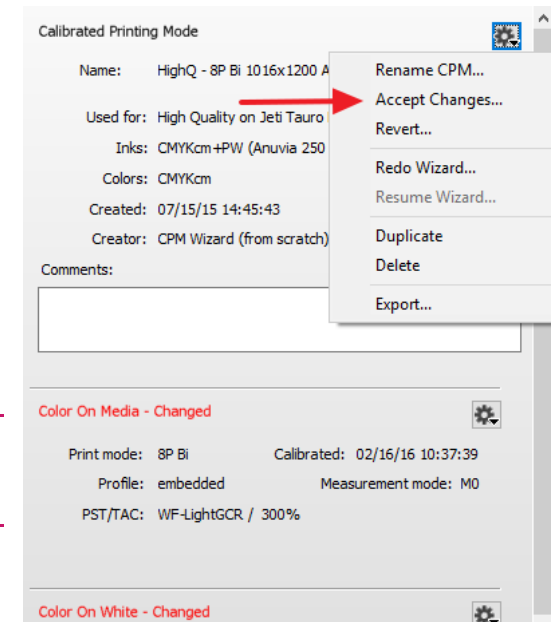 Calibrated Printing Mode
Name: HighQ - 8P Bi 1016x1200 A
Used for: High Quality on Jeti Tauro
Inks: CMYKcm+PW (Anuvia 250
Colors: CMYKcm
Created: 07/15/15 14:45:43
Creator: CPM Wizard (from scratch)
Comments:
Rename CPM...
Accept Changes...
Revert...
Redo Wizard...
Resume Wizard...
Duplicate
Delete
Export...
Color On Media - Changed
Print mode: 8P Bi Calibrated: 02/16/16 10:37:39
Profile: embedded Measurement mode: M0
PST/TAC: WF-LightGCR / 300%
Color On White - Changed